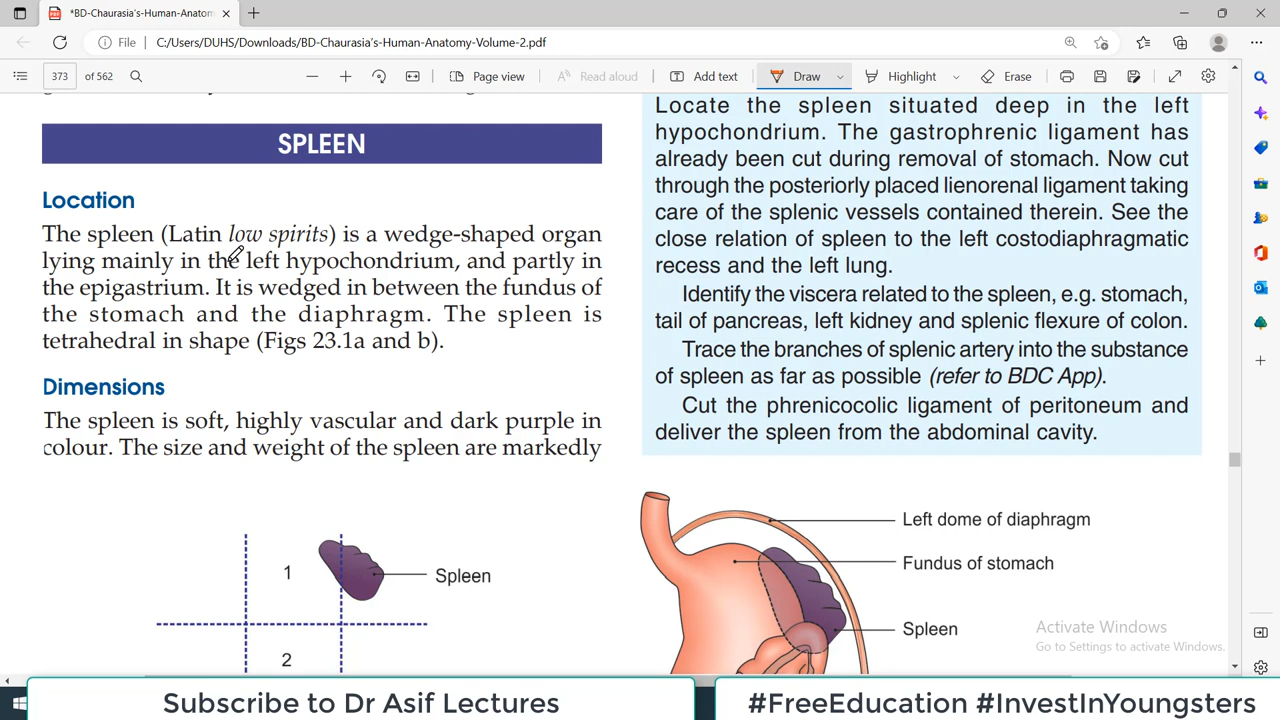 *BD-Chaurasia's-Human-Anatom
File
C:/Users/DUHS/Downloads/BD-Chaurasia's-Human-Anatomy-Volume-2.pdf
373 of 562
Page view
Read aloud
Add text
Draw
Highlight
Erase
SPLEEN
Location
The spleen (Latin low spirits) is a wedge-shaped organ
lying mainly in the left hypochondrium, and partly in
the epigastrium. It is wedged in between the fundus of
the stomach and the diaphragm. The spleen is
tetrahedral in shape (Figs 23.1a and b).
Dimensions
The spleen is soft, highly vascular and dark purple in
colour. The size and weight of the spleen are markedly
1
Spleen
2
Locate the spleen situated deep in the left
hypochondrium. The gastrophrenic ligament has
already been cut during removal of stomach. Now cut
through the posteriorly placed lienorenal ligament taking
care of the splenic vessels contained therein. See the
close relation of spleen to the left costodiaphragmatic
recess and the left lung.
Identify the viscera related to the spleen, e.g. stomach,
tail of pancreas, left kidney and splenic flexure of colon.
Trace the branches of splenic artery into the substance
of spleen as far as possible (refer to BDC App).
Cut the phrenicocolic ligament of peritoneum and
deliver the spleen from the abdominal cavity.
Left dome of diaphragm
Fundus of stomach
Spleen
Activate Windows
Go to Settings to activate Windows.
Subscribe to Dr Asif Lectures
#FreeEducation #InvestInYoungsters